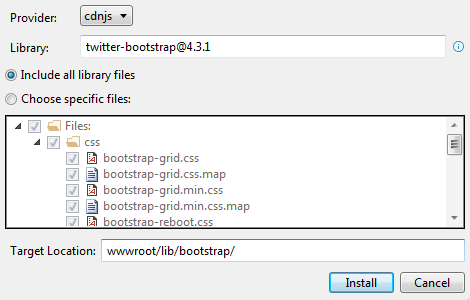 Provider: cdnjs
Library: twitter-bootstrap@4.3.1
Include all library files
Choose specific files:
Files:
css
bootstrap-grid.css
bootstrap-grid.css.map
bootstrap-grid.min.css
bootstrap-grid.min.css.map
bootstrap-reboot.css
Target Location: wwwroot/lib/bootstrap/
Install Cancel